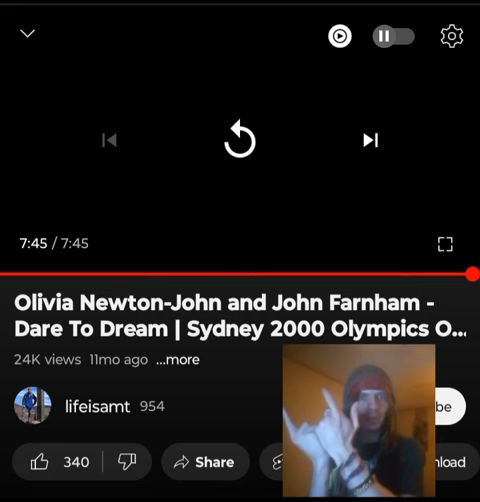 7:45 / 7:45
Olivia Newton-John and John Farnham -
Dare To Dream | Sydney 2000 Olympics O...
24K views 11mo ago ...more
lifeisamt 954
be
340 Share nload